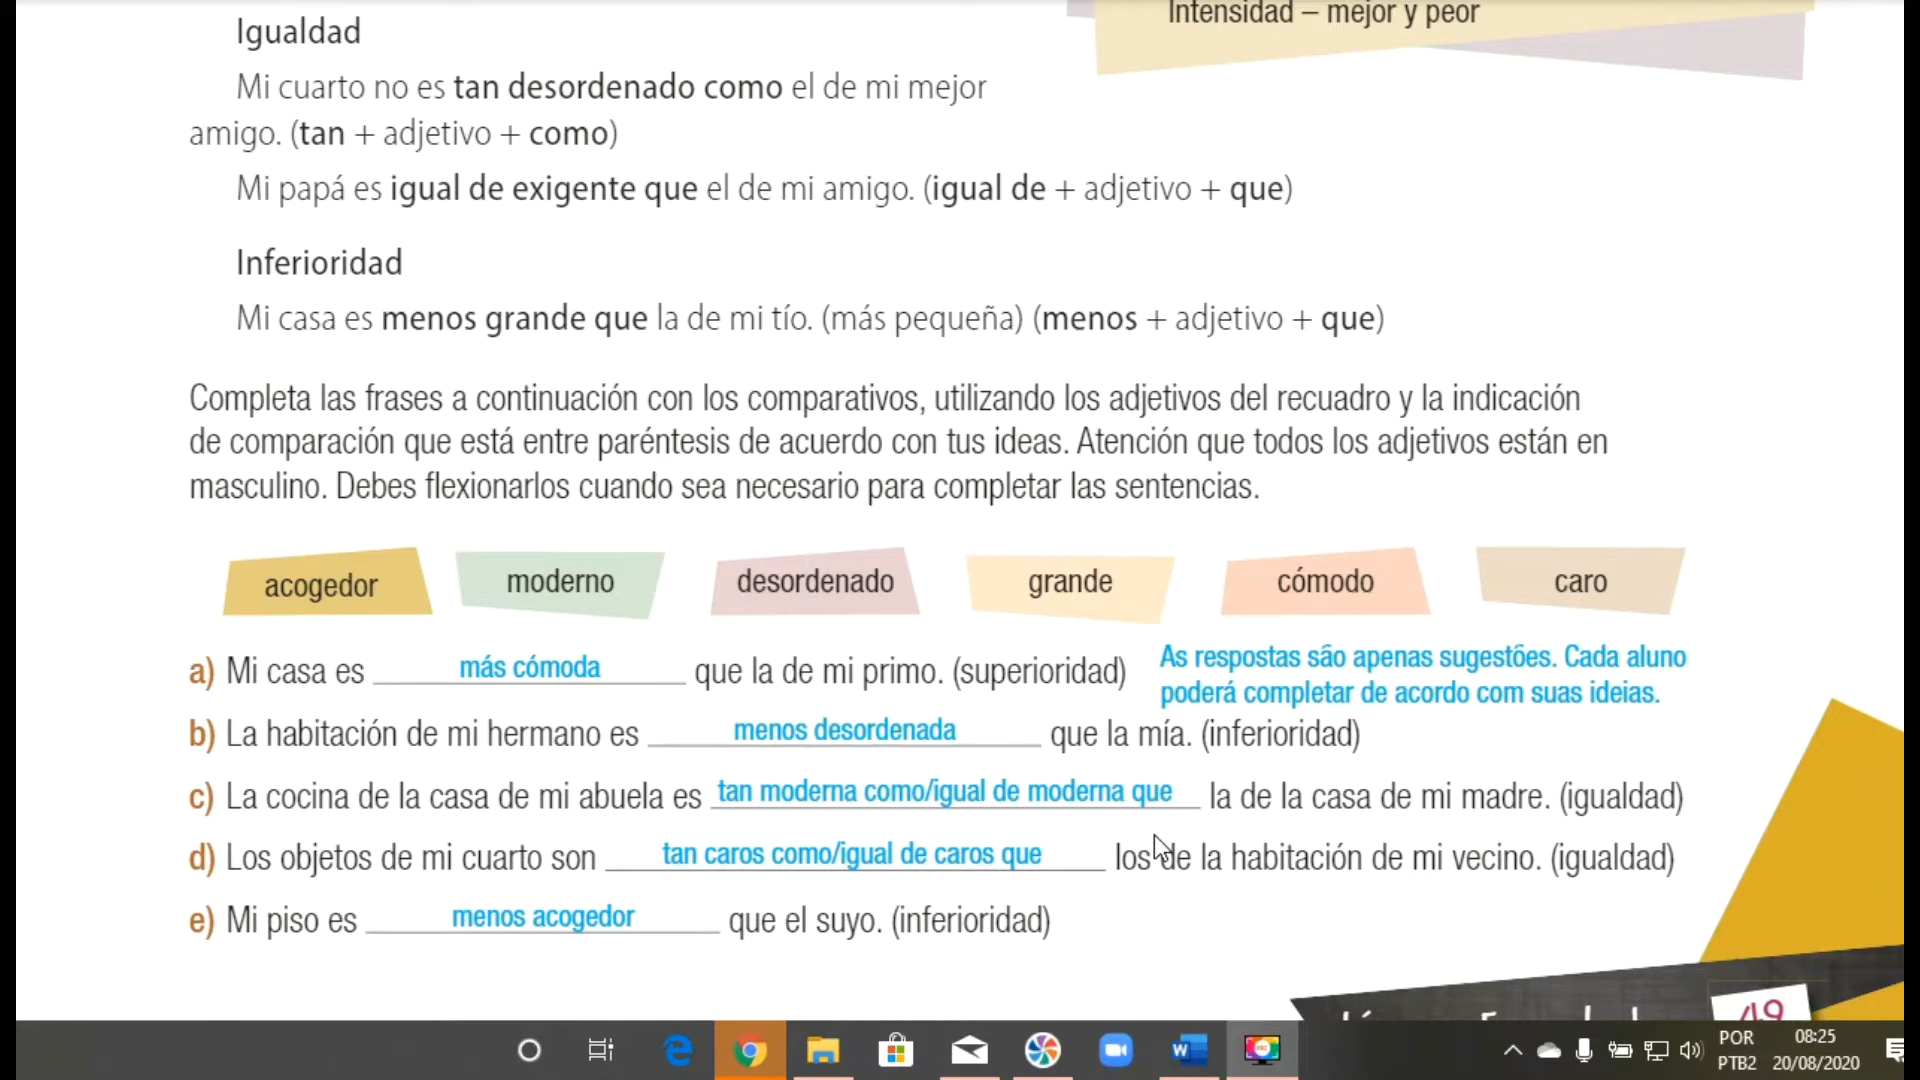 Intensidad – mejor y peor
Igualdad
Mi cuarto no es tan desordenado como el de mi mejor
amigo. (tan + adjetivo + como)
Mi papá es igual de exigente que el de mi amigo. (igual de + adjetivo + que)
Inferioridad
Mi casa es menos grande que la de mi tío. (más pequeña) (menos + adjetivo + que)
Completa las frases a continuación con los comparativos, utilizando los adjetivos del recuadro y la indicación
de comparación que está entre paréntesis de acuerdo con tus ideas. Atención que todos los adjetivos están en
masculino. Debes flexionarlos cuando sea necesario para completar las sentencias.
acogedor moderno desordenado grande cómodo caro
a) Mi casa es más cómoda que la de mi primo. (superioridad)
As respostas são apenas sugestões. Cada aluno
poderá completar de acordo com suas ideias.
b) La habitación de mi hermano es menos desordenada que la mía. (inferioridad)
c) La cocina de la casa de mi abuela es tan moderna como/igual de moderna que la de la casa de mi madre. (igualdad)
d) Los objetos de mi cuarto son tan caros como/igual de caros que los de la habitación de mi vecino. (igualdad)
e) Mi piso es menos acogedor que el suyo. (inferioridad)
49
POR 08:25
PTB2 20/08/2020